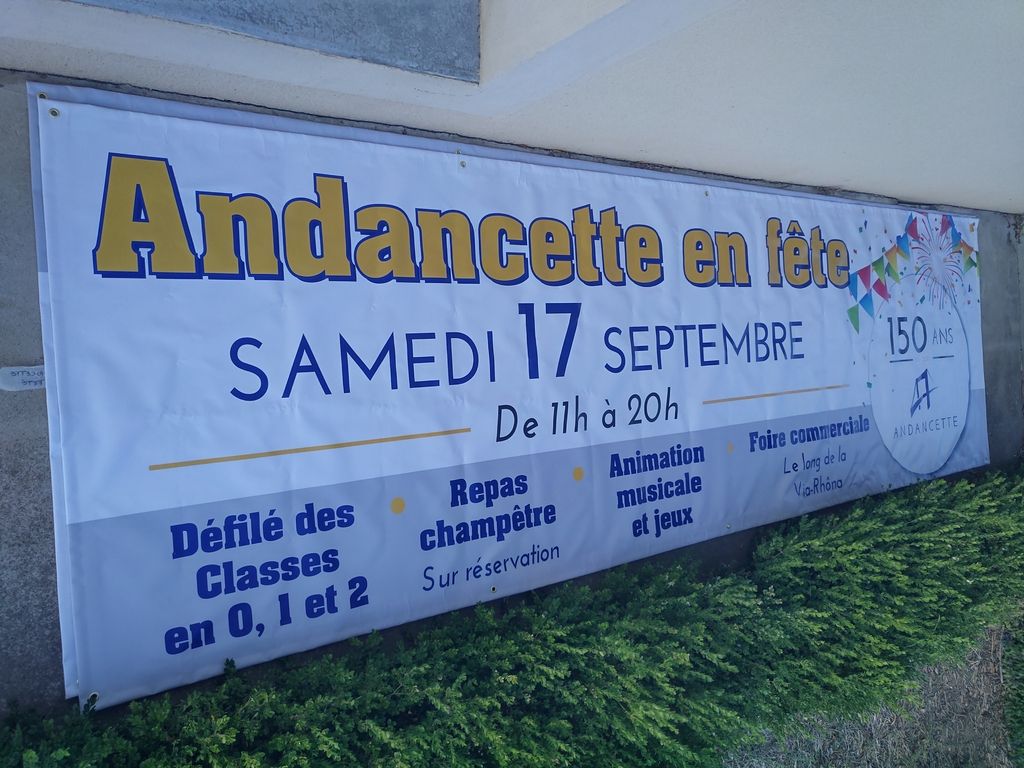 Andancette en fête
SAMEDI 17 SEPTEMBRE
De 11h à 20h
Défilé des
Classes
en 0, 1 et 2
Repas
champêtre
Sur réservation
Animation
musicale
et jeux
Foire commerciale
Le long de la
Via-Rhôna
150 ANS
ANDANCETTE